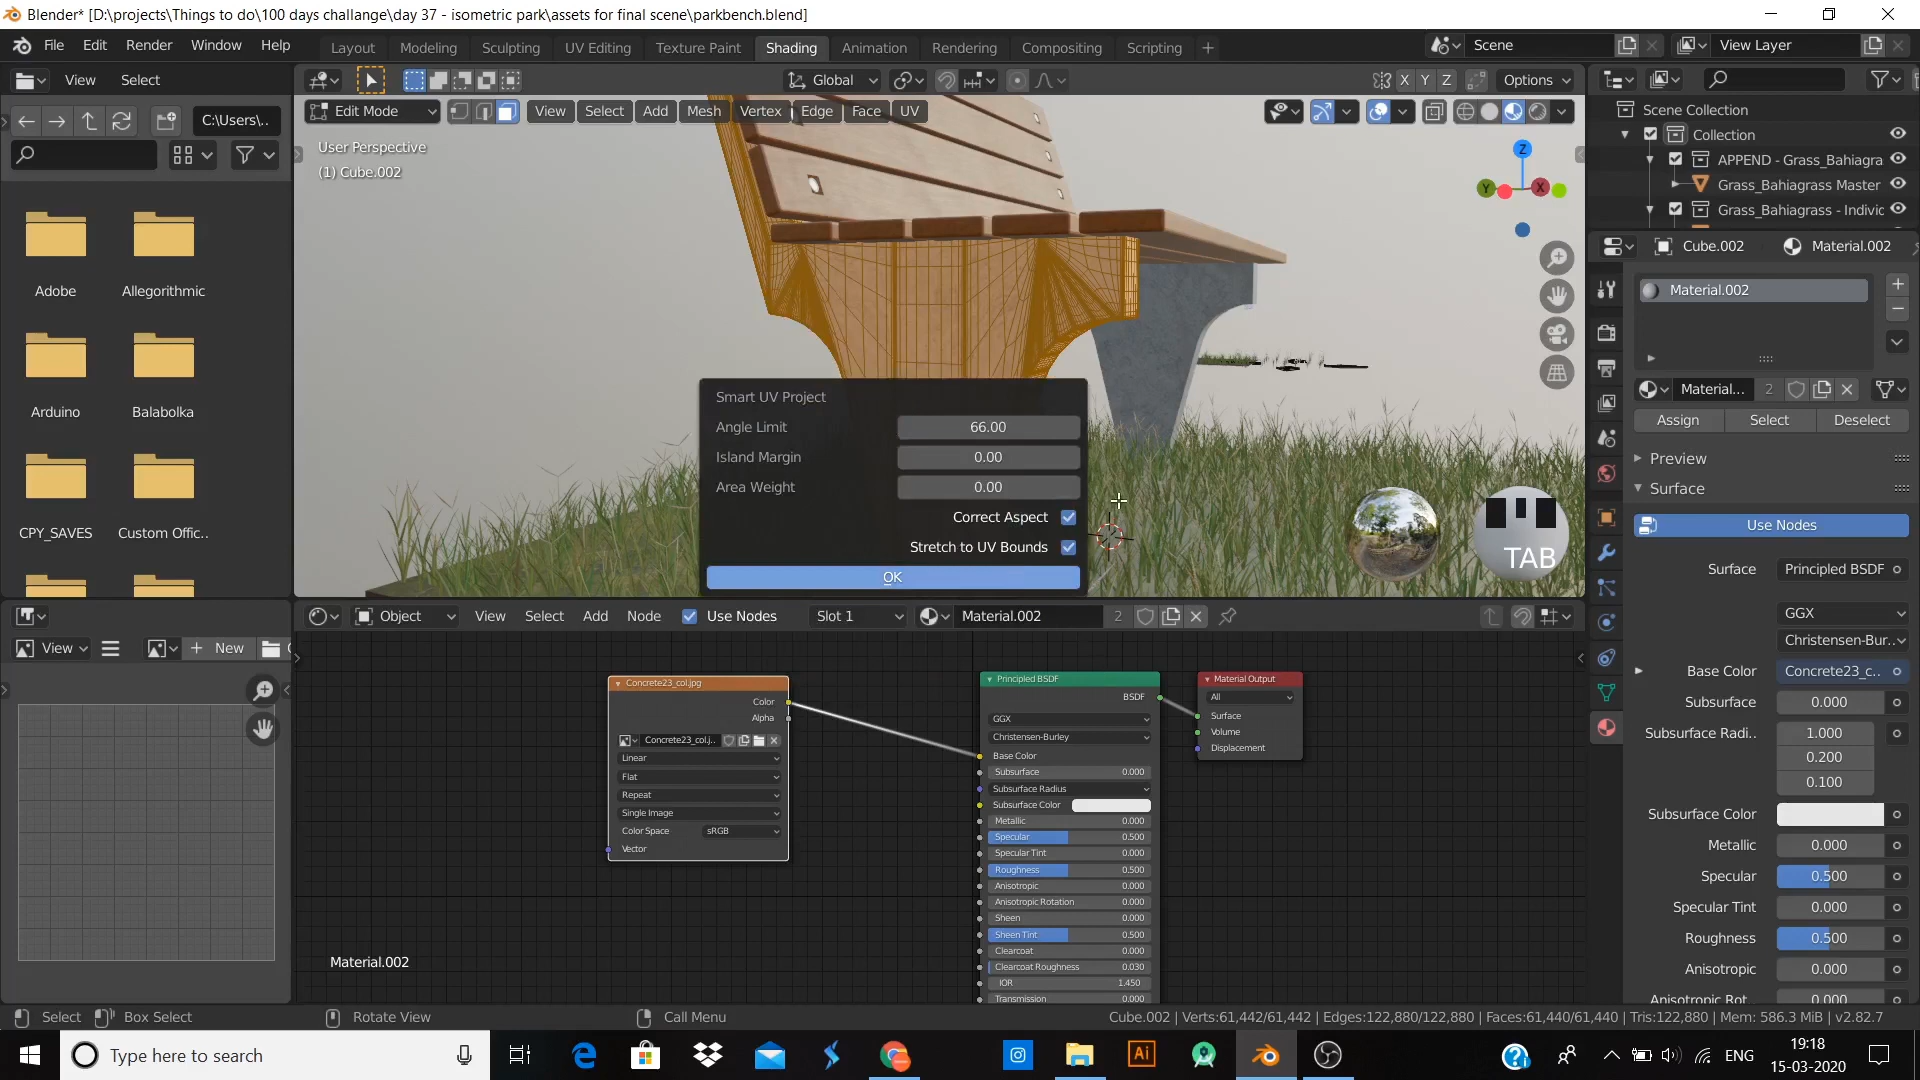 Blender* [D:\projects\Things to do\100 days challange\day 37 - isometric park\assets for final scene\parkbench.blend]
File Edit Render Window Help
Layout Modeling Sculpting UV Editing Texture Paint Shading Animation Rendering Compositing Scripting +
Scene View Layer
View Select
Global X Y Z Options
C:\Users\..
Edit Mode View Select Add Mesh Vertex Edge Face UV
User Perspective
(1) Cube.002
Z
Y X
Scene Collection
Collection
APPEND - Grass_Bahiagra
Grass_Bahiagrass Master
Grass_Bahiagrass - Individ
Cube.002 Material.002
Material.002
Material... 2
Assign Select Deselect
Preview
Surface
Use Nodes
Surface Principled BSDF
GGX
Christensen-Bur..
Base Color Concrete23_c..
Subsurface 0.000
Subsurface Radi.. 1.000
0.200
0.100
Subsurface Color
Metallic 0.000
Specular 0.500
Specular Tint 0.000
Roughness 0.500
Anisotropic 0.000
Anisotropic Rot.. 0.000
Adobe Allegorithmic
Arduino Balabolka
CPY_SAVES Custom Offic..
Smart UV Project
Angle Limit 66.00
Island Margin 0.00
Area Weight 0.00
Correct Aspect
Stretch to UV Bounds
OK
TAB
Object View Select Add Node Use Nodes Slot 1 Material.002 2
View New
Concrete23_col.jpg
Color
Alpha
Concrete23_col.j..
Linear
Flat
Repeat
Single Image
Color Space sRGB
Vector
Principled BSDF
BSDF
GGX
Christensen-Burley
Base Color
Subsurface 0.000
Subsurface Radius
Subsurface Color
Metallic 0.000
Specular 0.500
Specular Tint 0.000
Roughness 0.500
Anisotropic 0.000
Anisotropic Rotation 0.000
Sheen 0.000
Sheen Tint 0.500
Clearcoat 0.000
Clearcoat Roughness 0.030
IOR 1.450
Transmission 0.000
Material Output
All
Surface
Volume
Displacement
Material.002
Select Box Select Rotate View Call Menu
Cube.002 | Verts:61,442/61,442 | Edges:122,880/122,880 | Faces:61,440/61,440 | Tris:122,880 | Mem: 586.3 MiB | v2.82.7
Type here to search
Ai
ENG
19:18
15-03-2020